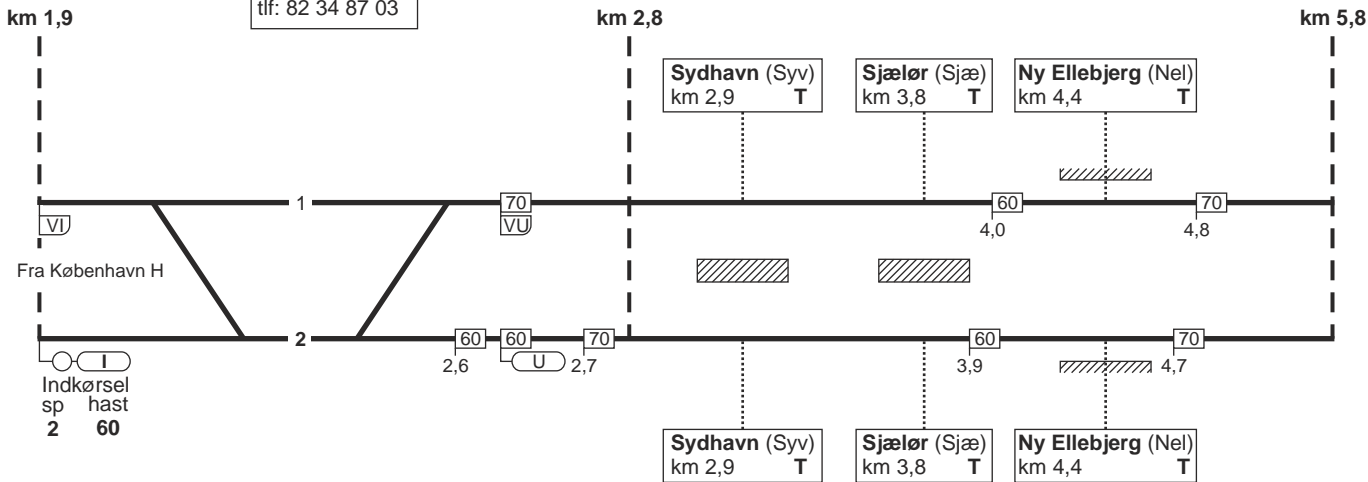 tlf: 82 34 87 03
km 1,9
km 2,8
km 5,8
Sydhavn (Syv)
km 2,9 T
Sjælør (Sjæ)
km 3,8 T
Ny Ellebjerg (Nel)
km 4,4 T
1
70
60
70
VI
VU
4,0
4,8
Fra København H
2
60
60
70
60
70
I
2,6
U
2,7
3,9
4,7
Indkørsel
sp hast
2 60
Sydhavn (Syv)
km 2,9 T
Sjælør (Sjæ)
km 3,8 T
Ny Ellebjerg (Nel)
km 4,4 T